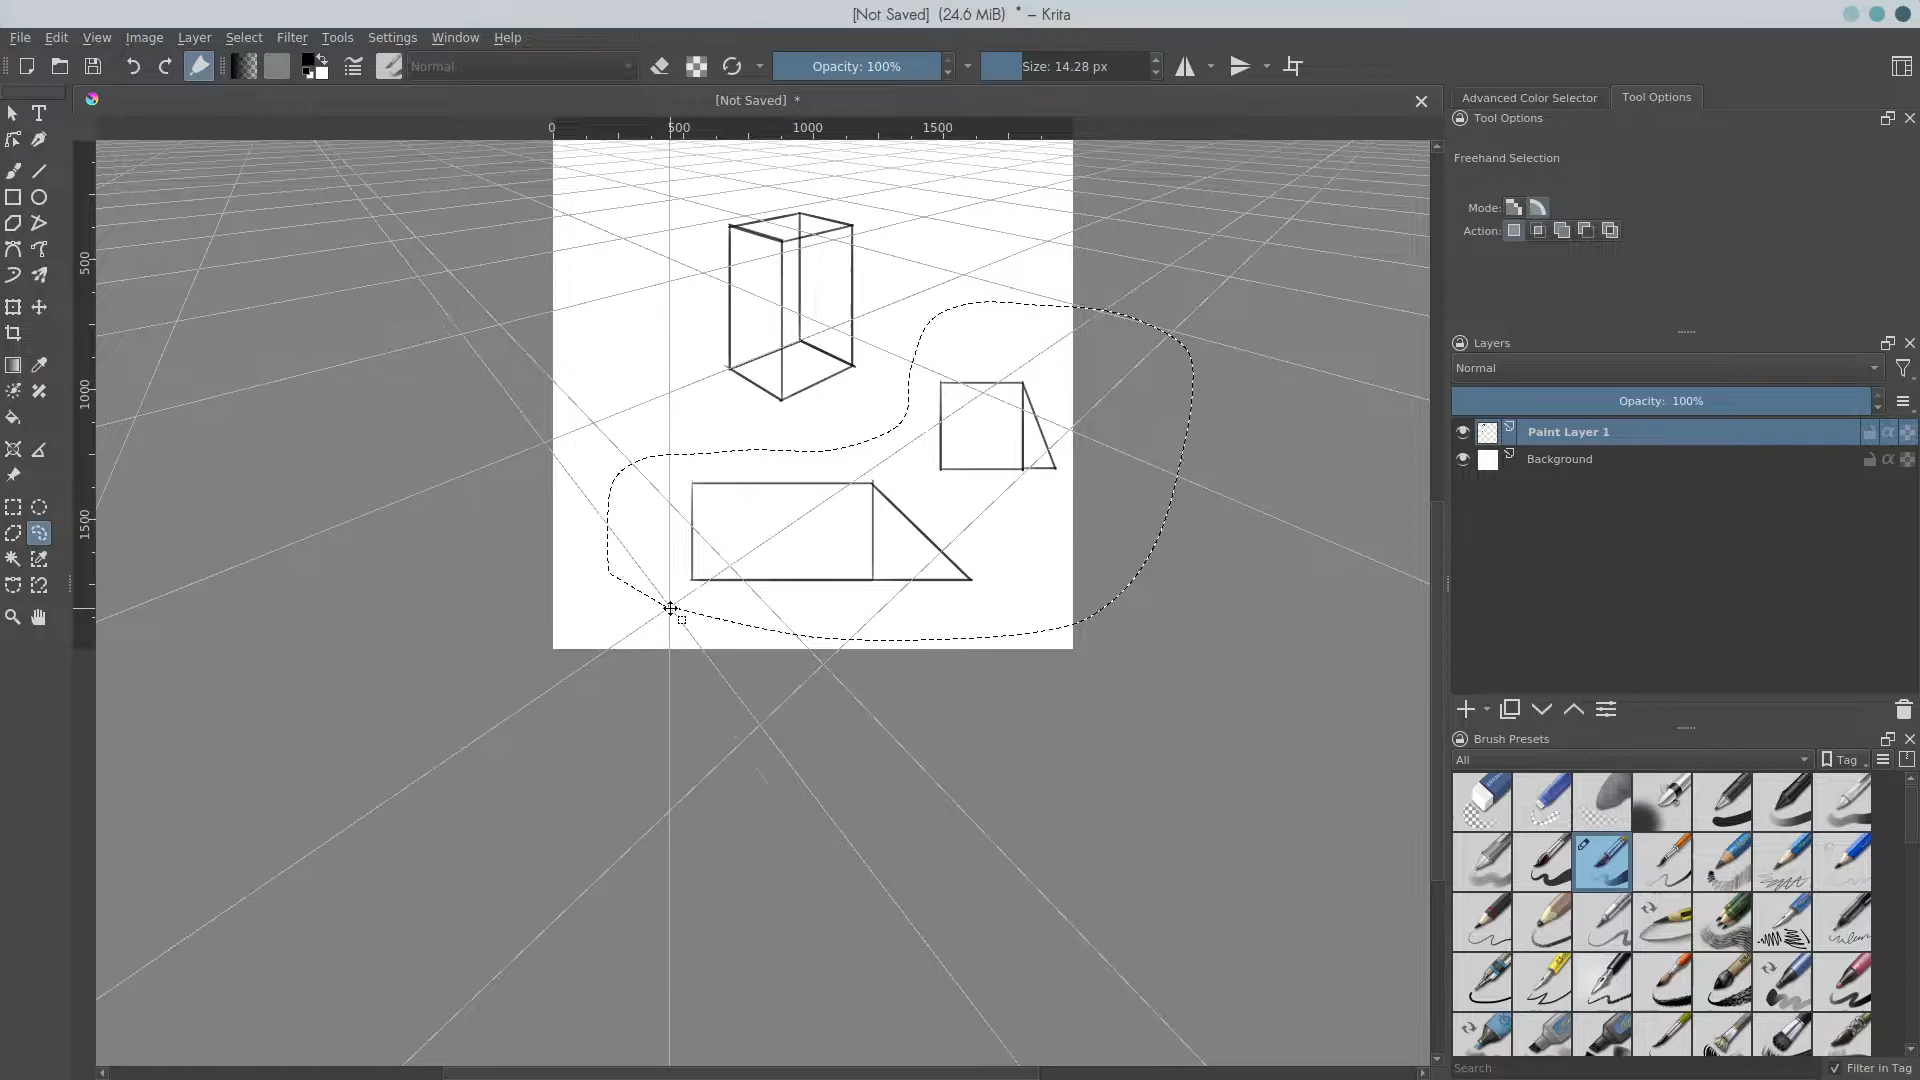 [Not Saved]  (24.6 MiB)  * – Krita
File Edit View Image Layer Select Filter Tools Settings Window Help
Normal
Opacity: 100%
Size: 14.28 px
[Not Saved]  *
0 500 1000 1500
500
1000
1500
Advanced Color Selector
Tool Options
Tool Options
Freehand Selection
Mode:
Action:
Layers
Normal
Opacity:  100%
Paint Layer 1
Background
Brush Presets
All
Tag
Search
Filter in Tag